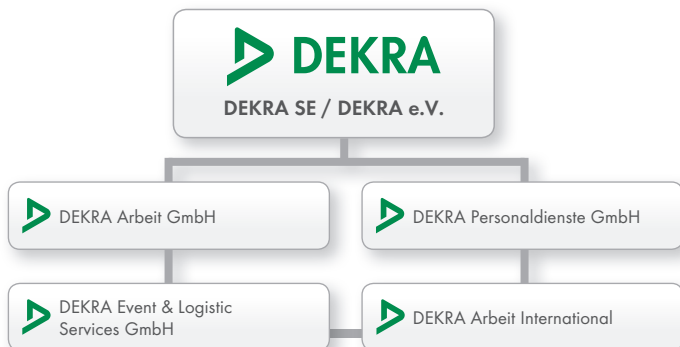 DEKRA
DEKRA SE / DEKRA e.V.
DEKRA Arbeit GmbH
DEKRA Personaldienste GmbH
DEKRA Event & Logistic
Services GmbH
DEKRA Arbeit International